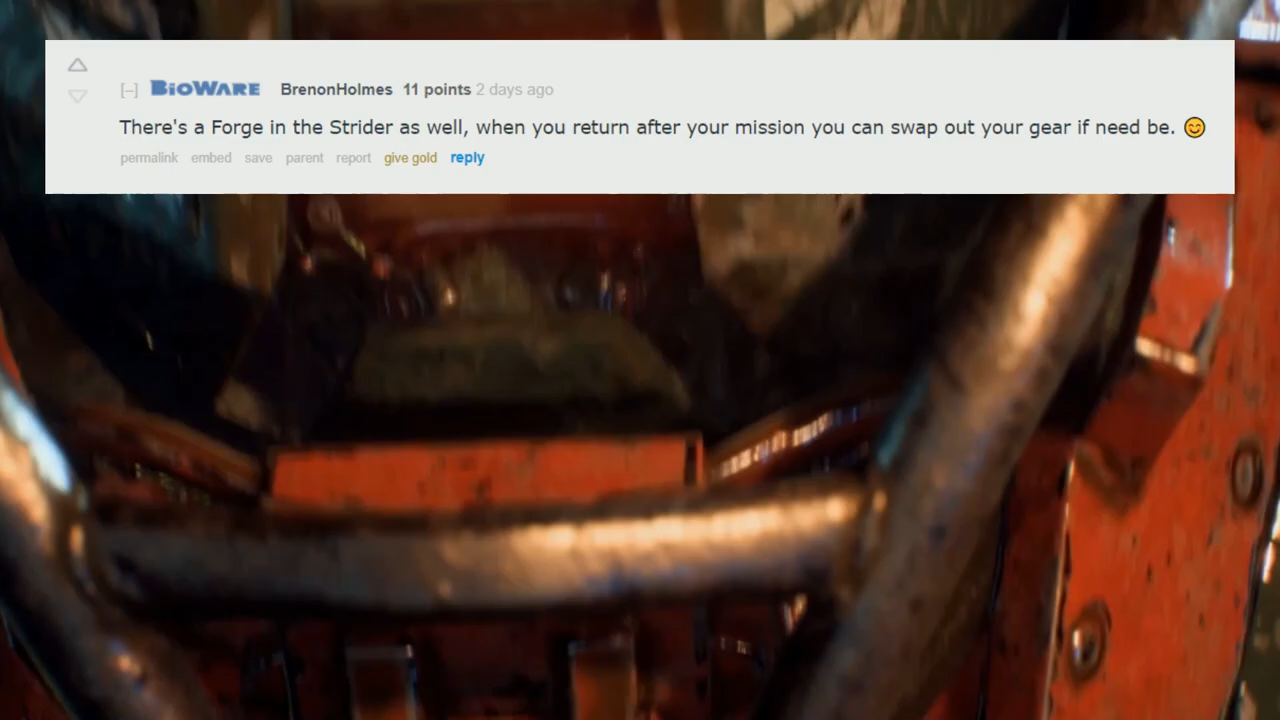 [–] BIOWARE BrenonHolmes 11 points 2 days ago
There's a Forge in the Strider as well, when you return after your mission you can swap out your gear if need be. 😊
permalink embed save parent report give gold reply